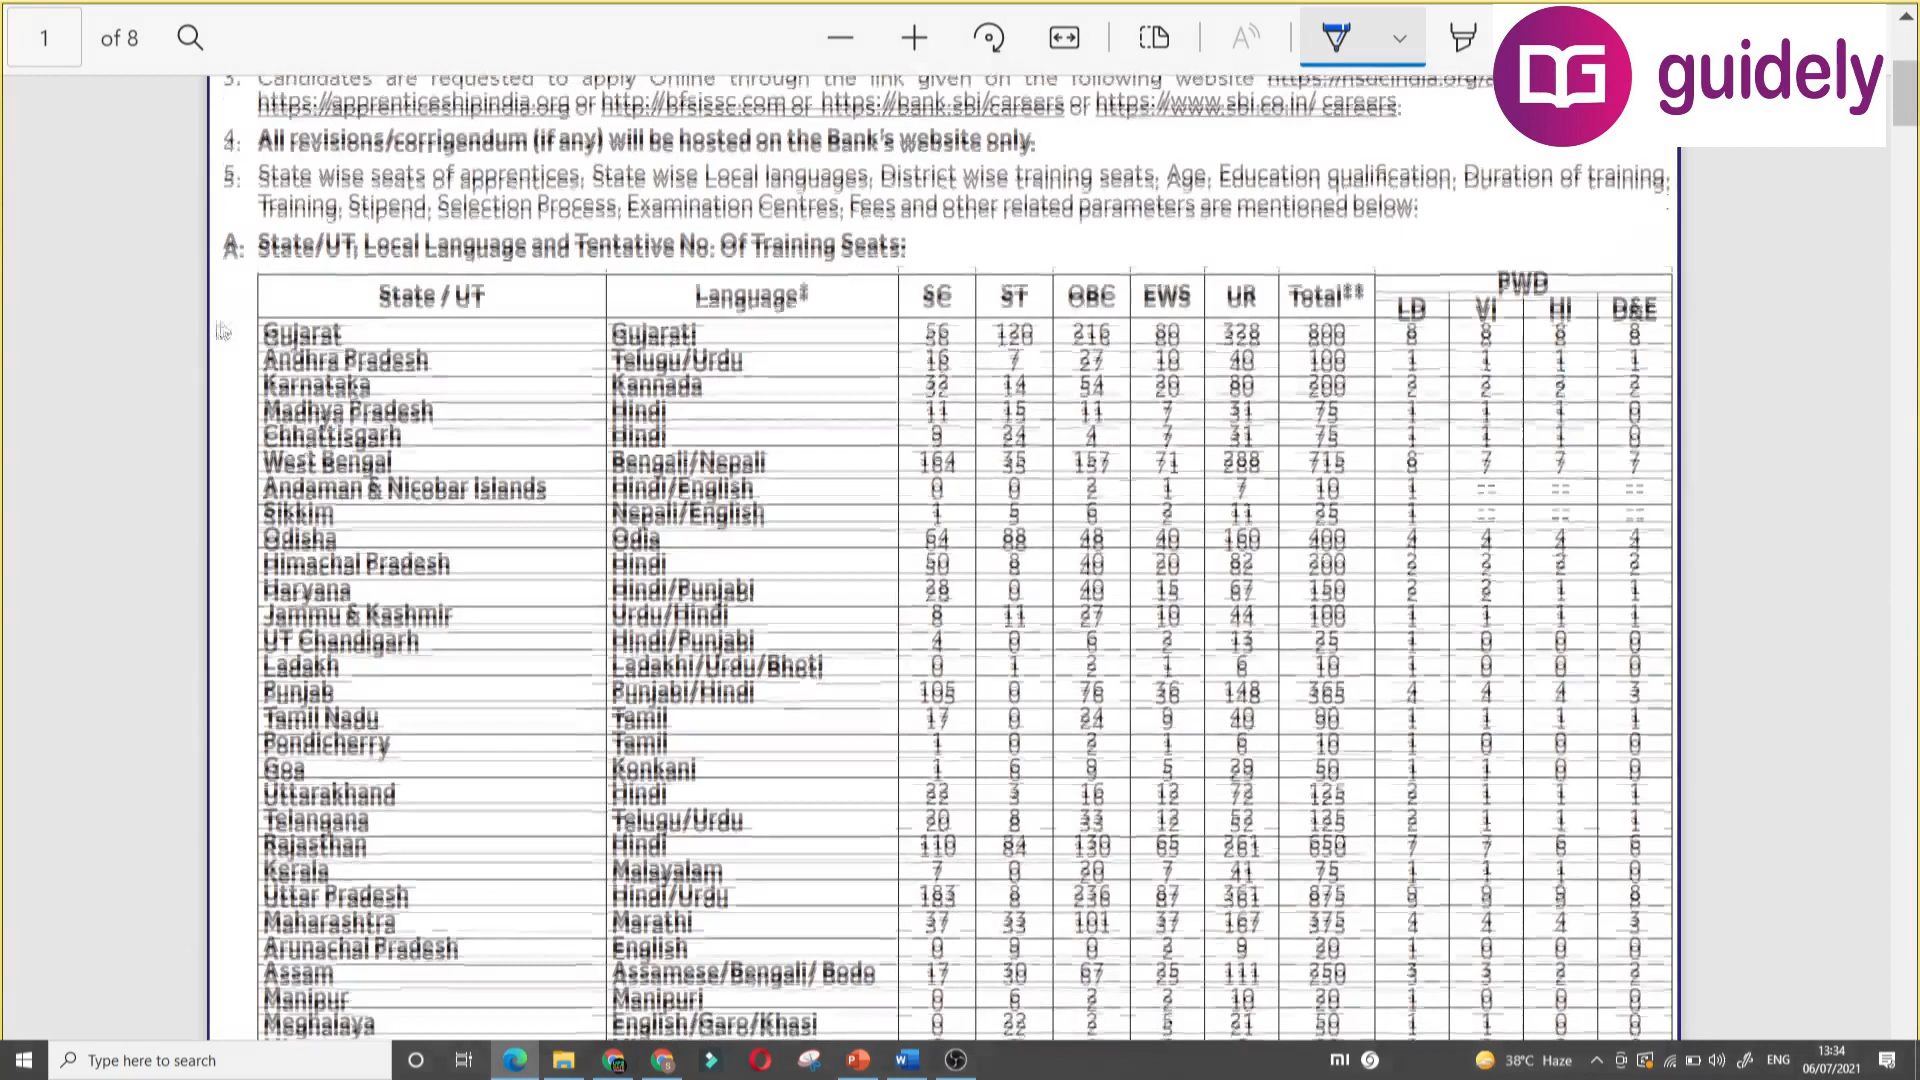 1 of 8
guidely
3. Candidates are requested to apply Online through the link given on the following website https://nsdcindia.org/a
https://apprenticeshipindia.org or http://bfsissc.com or https://bank.sbi/careers or https://www.sbi.co.in/ careers.
4. All revisions/corrigendum (if any) will be hosted on the Bank's website only.
5. State wise seats of apprentices, State wise Local languages, District wise training seats, Age, Education qualification, Duration of training,
Training, Stipend, Selection Process, Examination Centres, Fees and other related parameters are mentioned below:
A. State/UT, Local Language and Tentative No. Of Training Seats:
State / UT Language* SC ST OBC EWS UR Total** PWD
LD VI HI D&E
Gujarat Gujarati 56 120 216 80 328 800 8 8 8 8
Andhra Pradesh Telugu/Urdu 16 7 27 10 40 100 1 1 1 1
Karnataka Kannada 32 14 54 20 80 200 2 2 2 2
Madhya Pradesh Hindi 11 15 11 7 31 75 1 1 1 0
Chhattisgarh Hindi 9 24 4 7 31 75 1 1 1 0
West Bengal Bengali/Nepali 164 35 157 71 288 715 8 7 7 7
Andaman & Nicobar Islands Hindi/English 0 0 2 1 7 10 1 -- -- --
Sikkim Nepali/English 1 5 6 2 11 25 1 -- -- --
Odisha Odia 64 88 48 40 160 400 4 4 4 4
Himachal Pradesh Hindi 50 8 40 20 82 200 2 2 2 2
Haryana Hindi/Punjabi 28 0 40 15 67 150 2 2 1 1
Jammu & Kashmir Urdu/Hindi 8 11 27 10 44 100 1 1 1 1
UT Chandigarh Hindi/Punjabi 4 0 6 2 13 25 1 0 0 0
Ladakh Ladakhi/Urdu/Bhoti 0 1 2 1 6 10 1 0 0 0
Punjab Punjabi/Hindi 105 0 76 36 148 365 4 4 4 3
Tamil Nadu Tamil 17 0 24 9 40 90 1 1 1 1
Pondicherry Tamil 1 0 2 1 6 10 1 0 0 0
Goa Konkani 1 6 9 5 29 50 1 1 0 0
Uttarakhand Hindi 22 3 16 12 72 125 2 1 1 1
Telangana Telugu/Urdu 20 8 33 12 52 125 2 1 1 1
Rajasthan Hindi 110 84 130 65 261 650 7 7 6 6
Kerala Malayalam 7 0 20 7 41 75 1 1 1 0
Uttar Pradesh Hindi/Urdu 183 8 236 87 361 875 9 9 9 8
Maharashtra Marathi 37 33 101 37 167 375 4 4 4 3
Arunachal Pradesh English 0 9 0 2 9 20 1 0 0 0
Assam Assamese/Bengali/ Bodo 17 30 67 25 111 250 3 3 2 2
Manipur Manipuri 0 6 2 2 10 20 1 0 0 0
Meghalaya English/Garo/Khasi 0 22 2 5 21 50 1 1 0 0
Type here to search
38°C Haze
ENG
13:34
06/07/2021